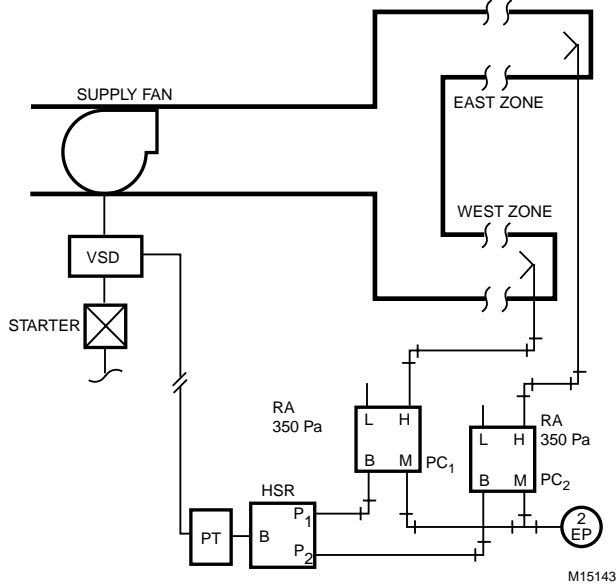 SUPPLY FAN
EAST ZONE
WEST ZONE
VSD
STARTER
RA
350 Pa
L H
B M
PC1
RA
350 Pa
L H
B M
PC2
HSR
P1
B
P2
PT
2
EP
M15143